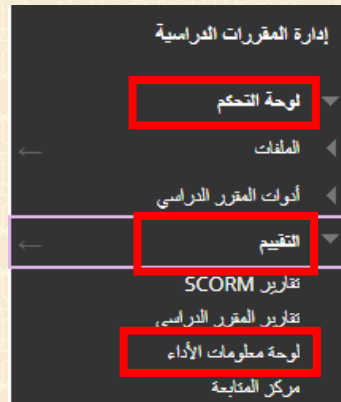 إدارة المقررات الدراسية
لوحة التحكم
الملفات
أدوات المقرر الدراسي
التقييم
تقارير SCORM
تقارير المقرر الدراسي
لوحة معلومات الأداء
مركز المتابعة